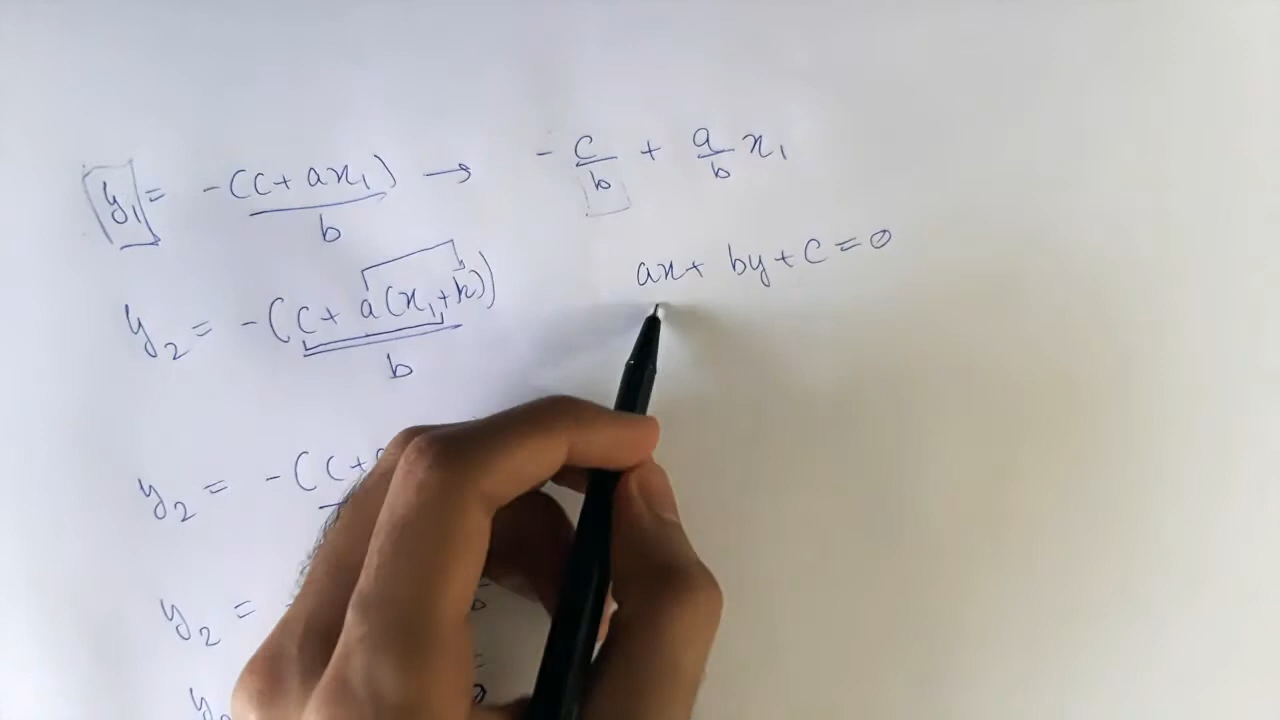 y₁ = -(c + ax₁)/b → - c/b + a/b x₁
ax + by + c = 0
y₂ = -(c + a(x₁ + k))/b
y₂ = -(c +
y₂ =